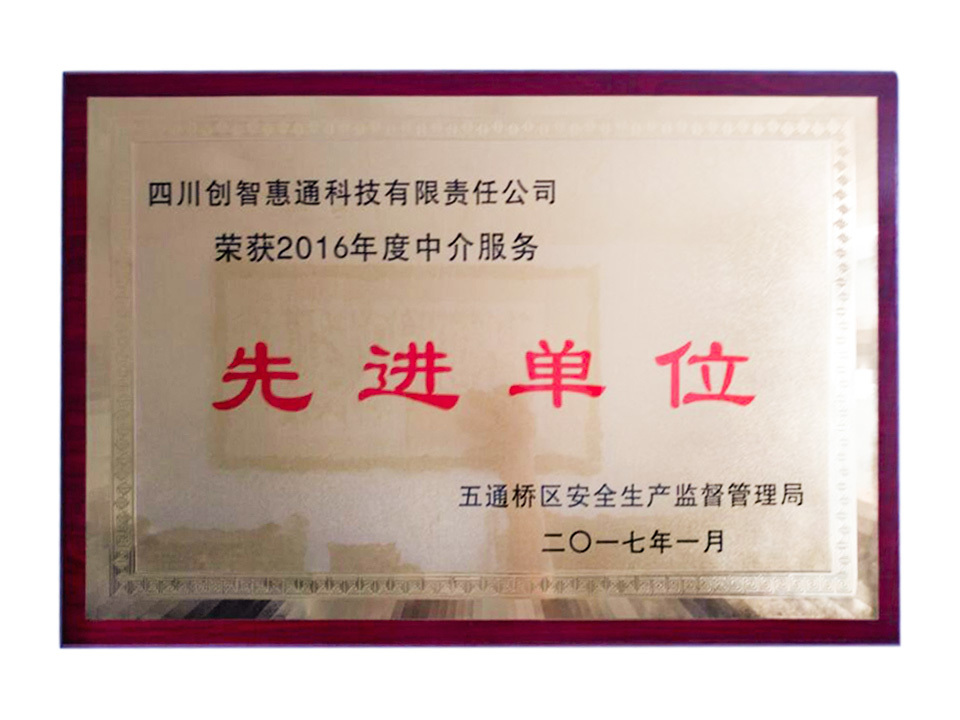 四川创智惠通科技有限责任公司
荣获2016年度中介服务
先进单位
五通桥区安全生产监督管理局
二〇一七年一月